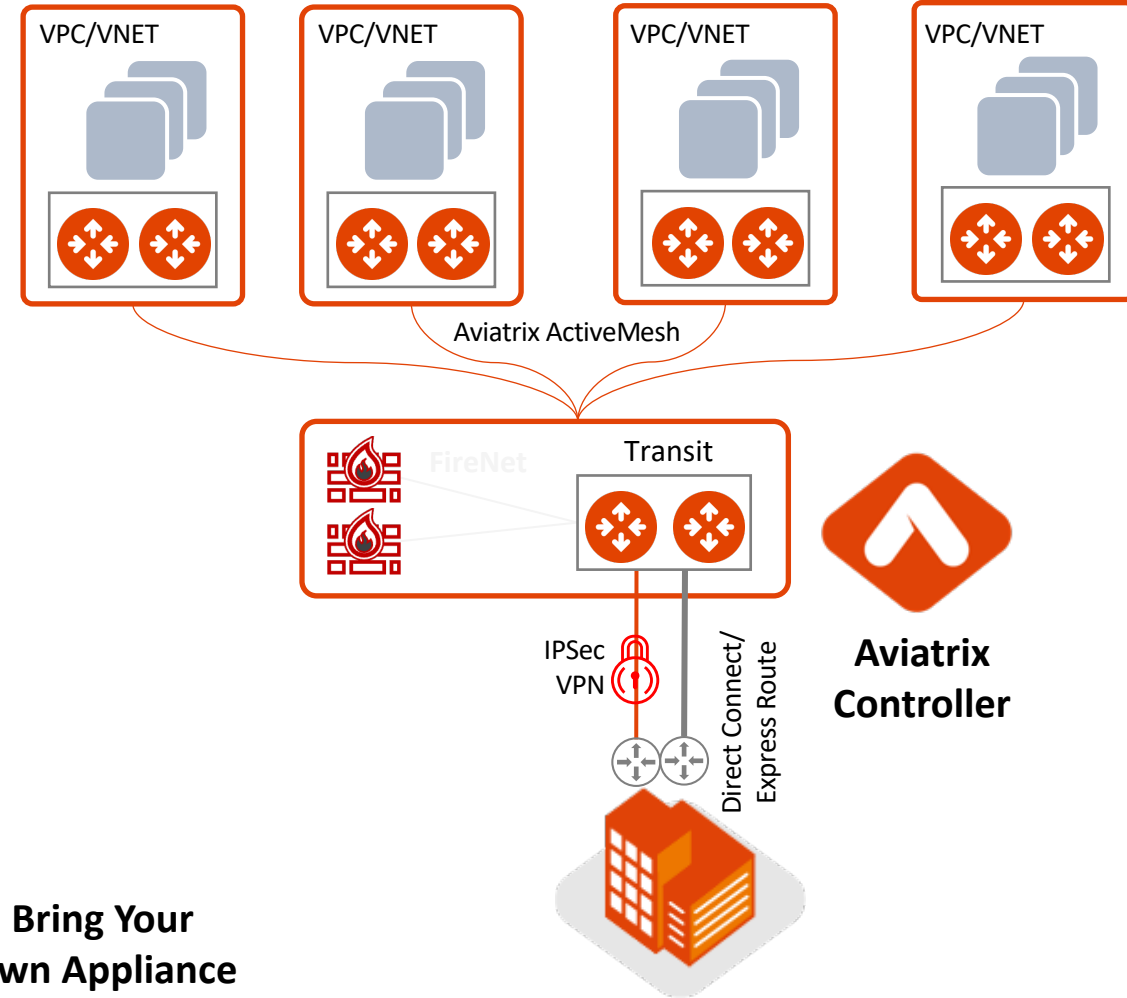 VPC/VNET
VPC/VNET
VPC/VNET
VPC/VNET
Aviatrix ActiveMesh
FireNet
Transit
IPSec
VPN
Direct Connect/
Express Route
Aviatrix
Controller
Bring Your
wn Appliance